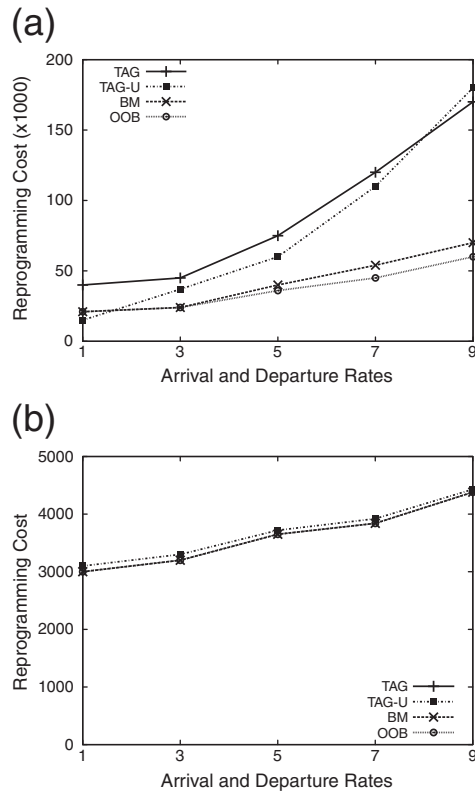 (a)
Reprogramming Cost (x1000)
200
150
100
50
0
TAG
TAG-U
BM
OOB
1 3 5 7 9
Arrival and Departure Rates
(b)
Reprogramming Cost
5000
4000
3000
2000
1000
0
TAG
TAG-U
BM
OOB
1 3 5 7 9
Arrival and Departure Rates